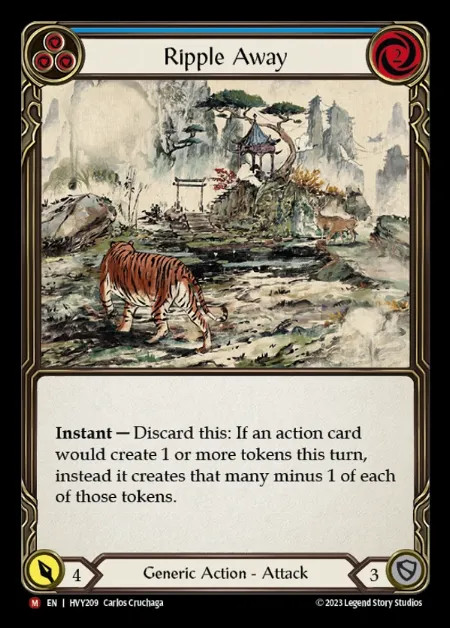 Ripple Away
2
Instant — Discard this: If an action card
would create 1 or more tokens this turn,
instead it creates that many minus 1 of each
of those tokens.
4
Generic Action - Attack
3
M EN | HVY209 Carlos Cruchaga
©2023 Legend Story Studios